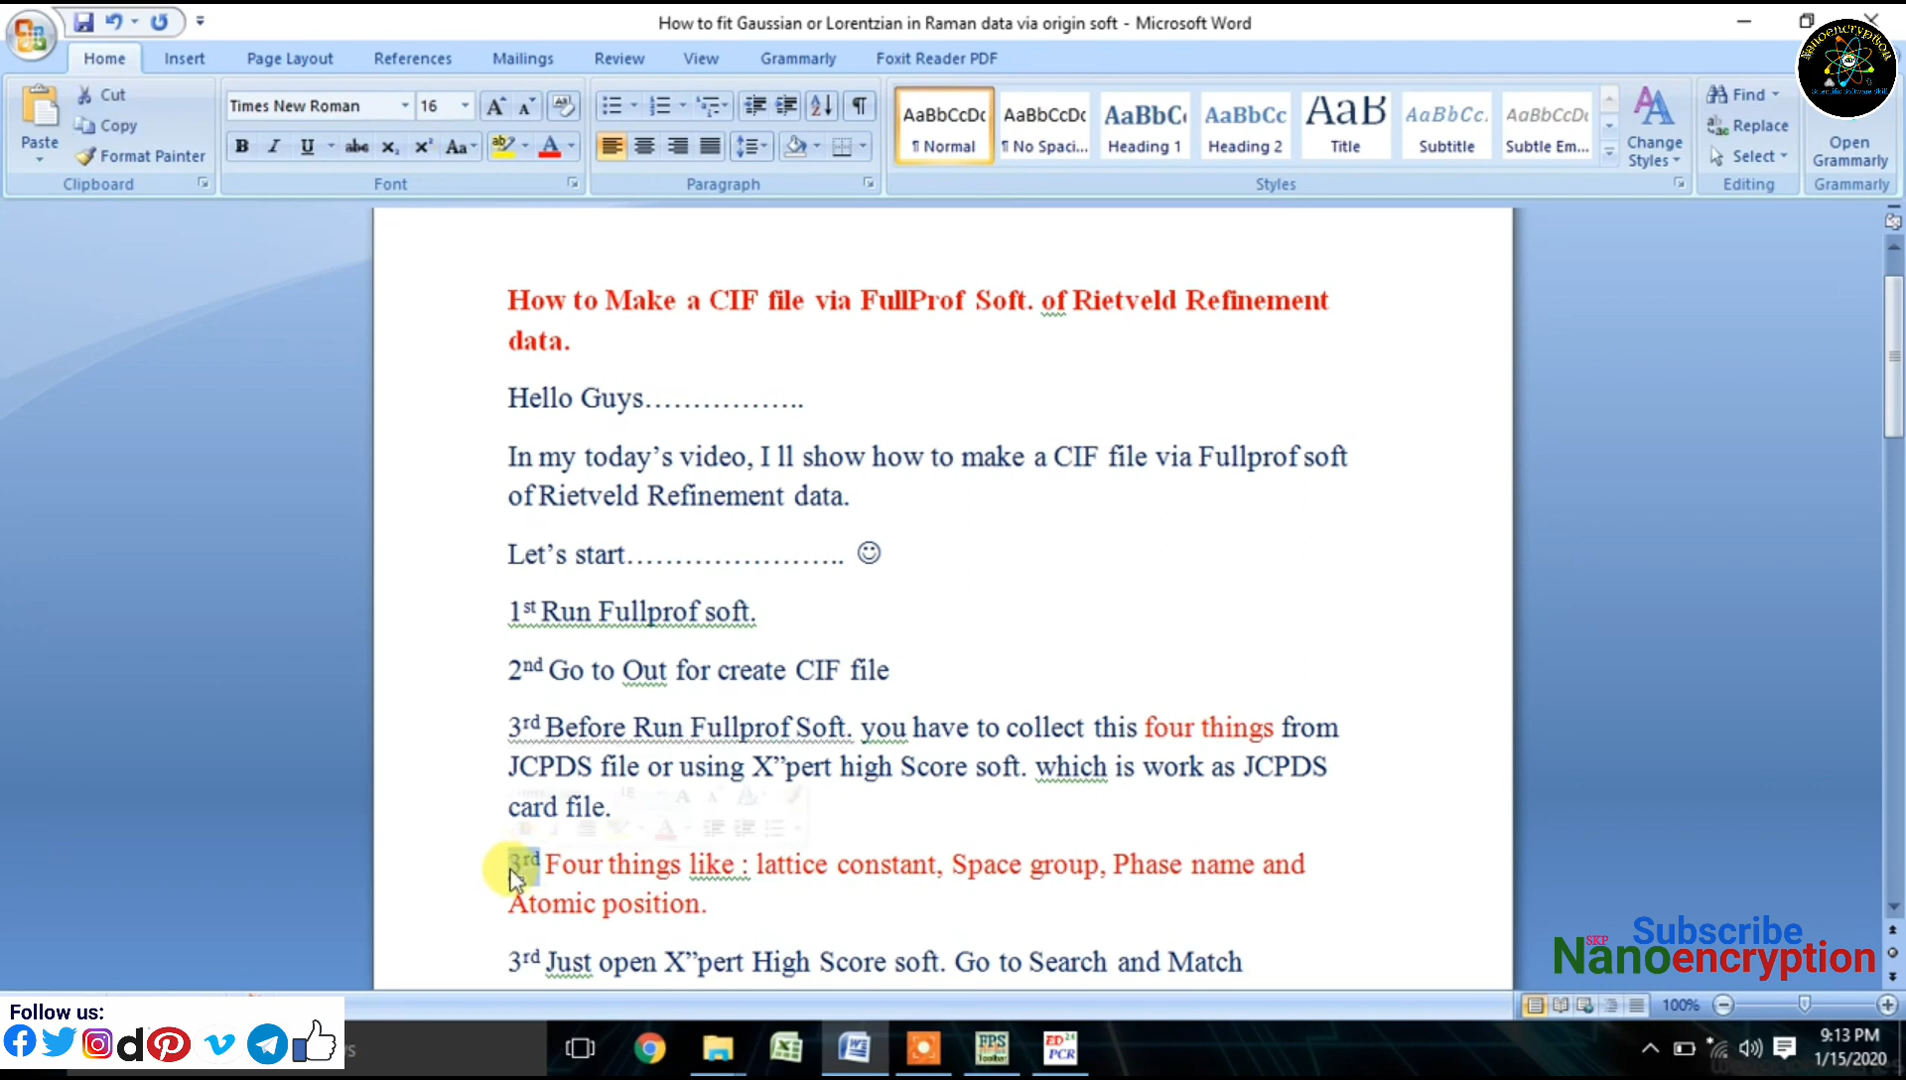 How to fit Gaussian or Lorentzian in Raman data via origin soft - Microsoft Word
Home Insert Page Layout References Mailings Review View Grammarly Foxit Reader PDF
Nanoencryption
Paste
Cut
Copy
Format Painter
Clipboard
Times New Roman 16
Font
Paragraph
AaBbCcDc AaBbCcDc AaBbC AaBbCc AaB AaBbCc. AaBbCcDc
¶ Normal ¶ No Spaci... Heading 1 Heading 2 Title Subtitle Subtle Em...
Change Styles
Styles
Find
Replace
Select
Editing
Open Grammarly
Grammarly
How to Make a CIF file via FullProf Soft. of Rietveld Refinement
data.
Hello Guys……………..
In my today’s video, I ll show how to make a CIF file via Fullprof soft
of Rietveld Refinement data.
Let’s start………………….. ☺
1st Run Fullprof soft.
2nd Go to Out for create CIF file
3rd Before Run Fullprof Soft. you have to collect this four things from
JCPDS file or using X”pert high Score soft. which is work as JCPDS
card file.
3rd Four things like : lattice constant, Space group, Phase name and
Atomic position.
3rd Just open X”pert High Score soft. Go to Search and Match
Subscribe
SKP
Nanoencryption
100%
Follow us:
FPS
Toolbar
ED
PCR
9:13 PM
1/15/2020